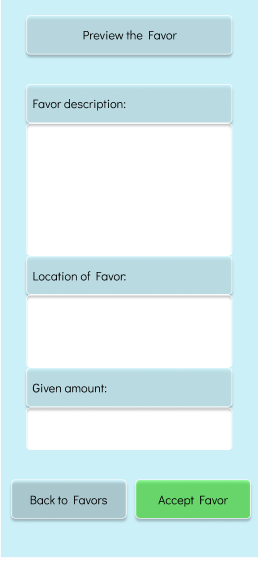 Preview the Favor
Favor description:
Location of Favor:
Given amount:
Back to Favors
Accept Favor